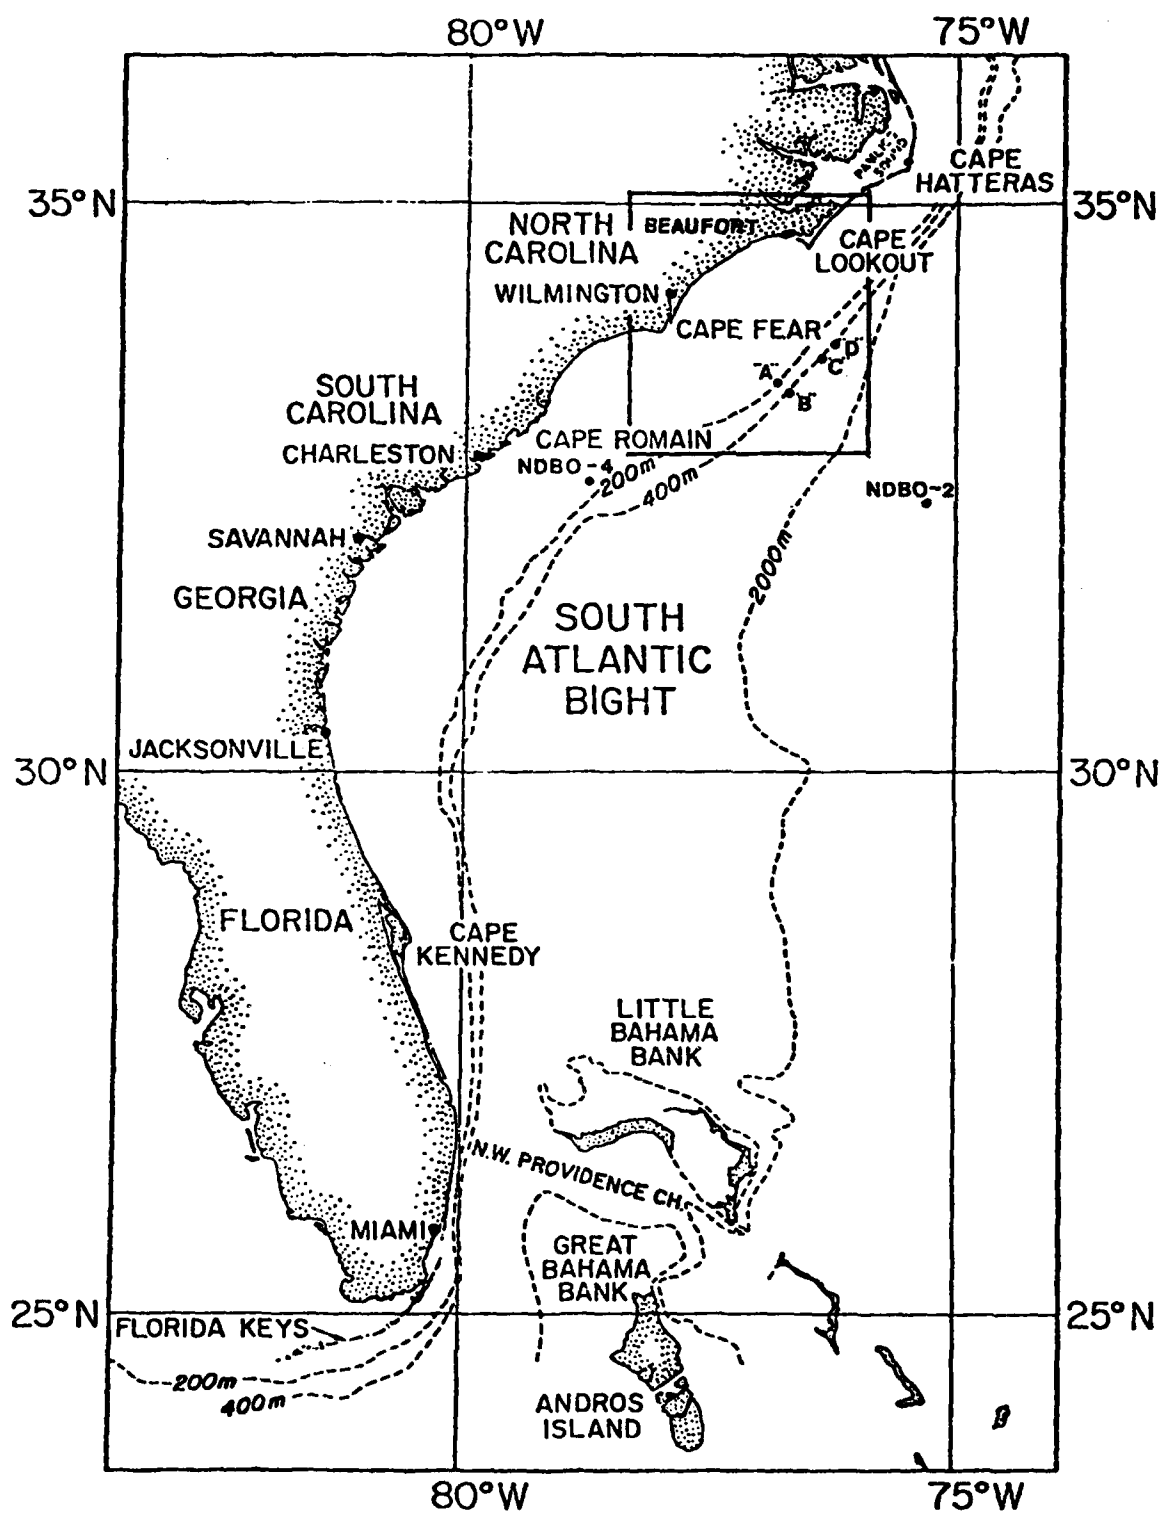 80°W
75°W
PAMLICO
SOUND
CAPE
HATTERAS
35°N
35°N
NORTH
CAROLINA
BEAUFORT
CAPE
LOOKOUT
WILMINGTON
CAPE FEAR
"D"
"C"
"A"
"B"
SOUTH
CAROLINA
CHARLESTON
CAPE ROMAIN
NDBO-4
200m
400m
NDBO-2
SAVANNAH
2000m
GEORGIA
SOUTH
ATLANTIC
BIGHT
JACKSONVILLE
30°N
30°N
FLORIDA
CAPE
KENNEDY
LITTLE
BAHAMA
BANK
N.W. PROVIDENCE CH.
MIAMI
GREAT
BAHAMA
BANK
25°N
25°N
FLORIDA KEYS
200m
400m
ANDROS
ISLAND
80°W
75°W